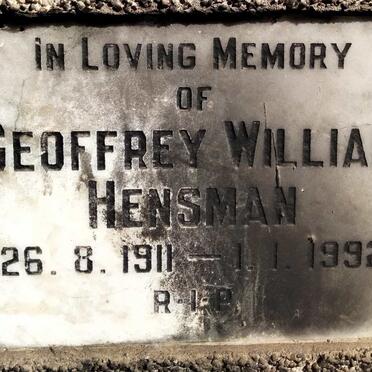 IN LOVING MEMORY
OF
GEOFFREY WILLIA
HENSMAN
26. 8. 1911 — 1. 1. 1992
R-I-P